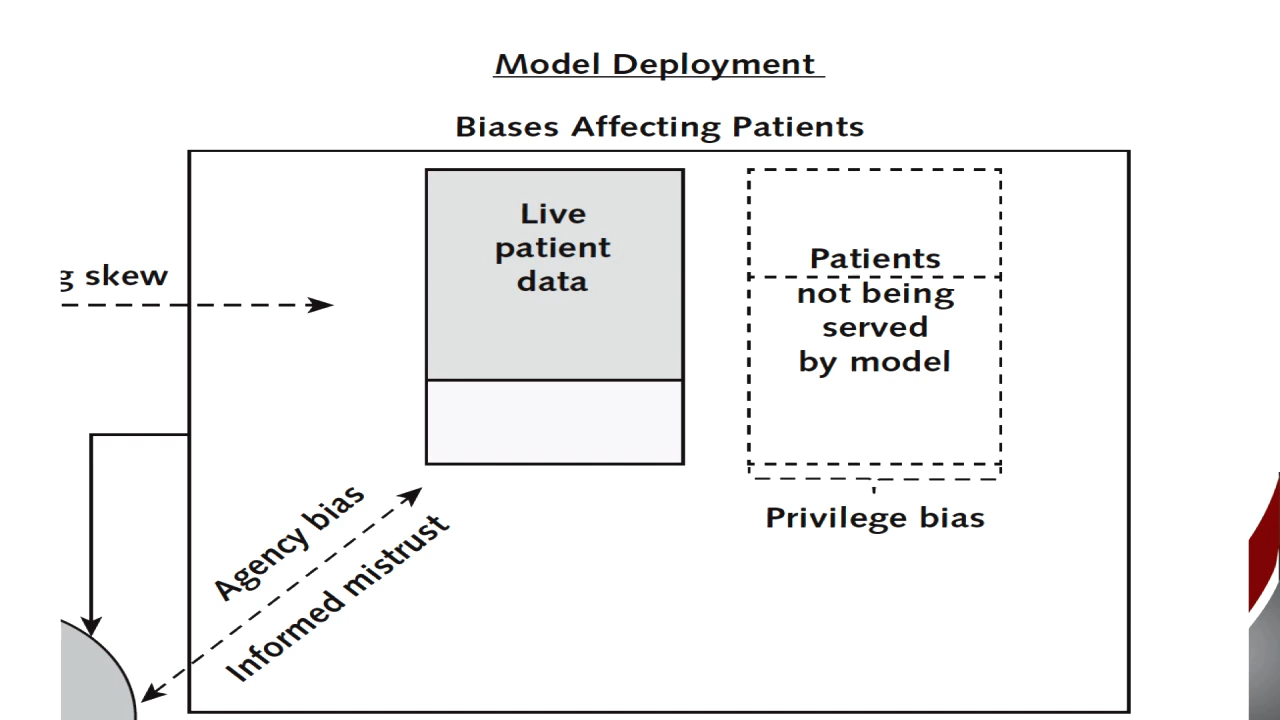 Model Deployment
Biases Affecting Patients
Live
patient
data
Patients
not being
served
by model
g skew
Privilege bias
Agency bias
Informed mistrust